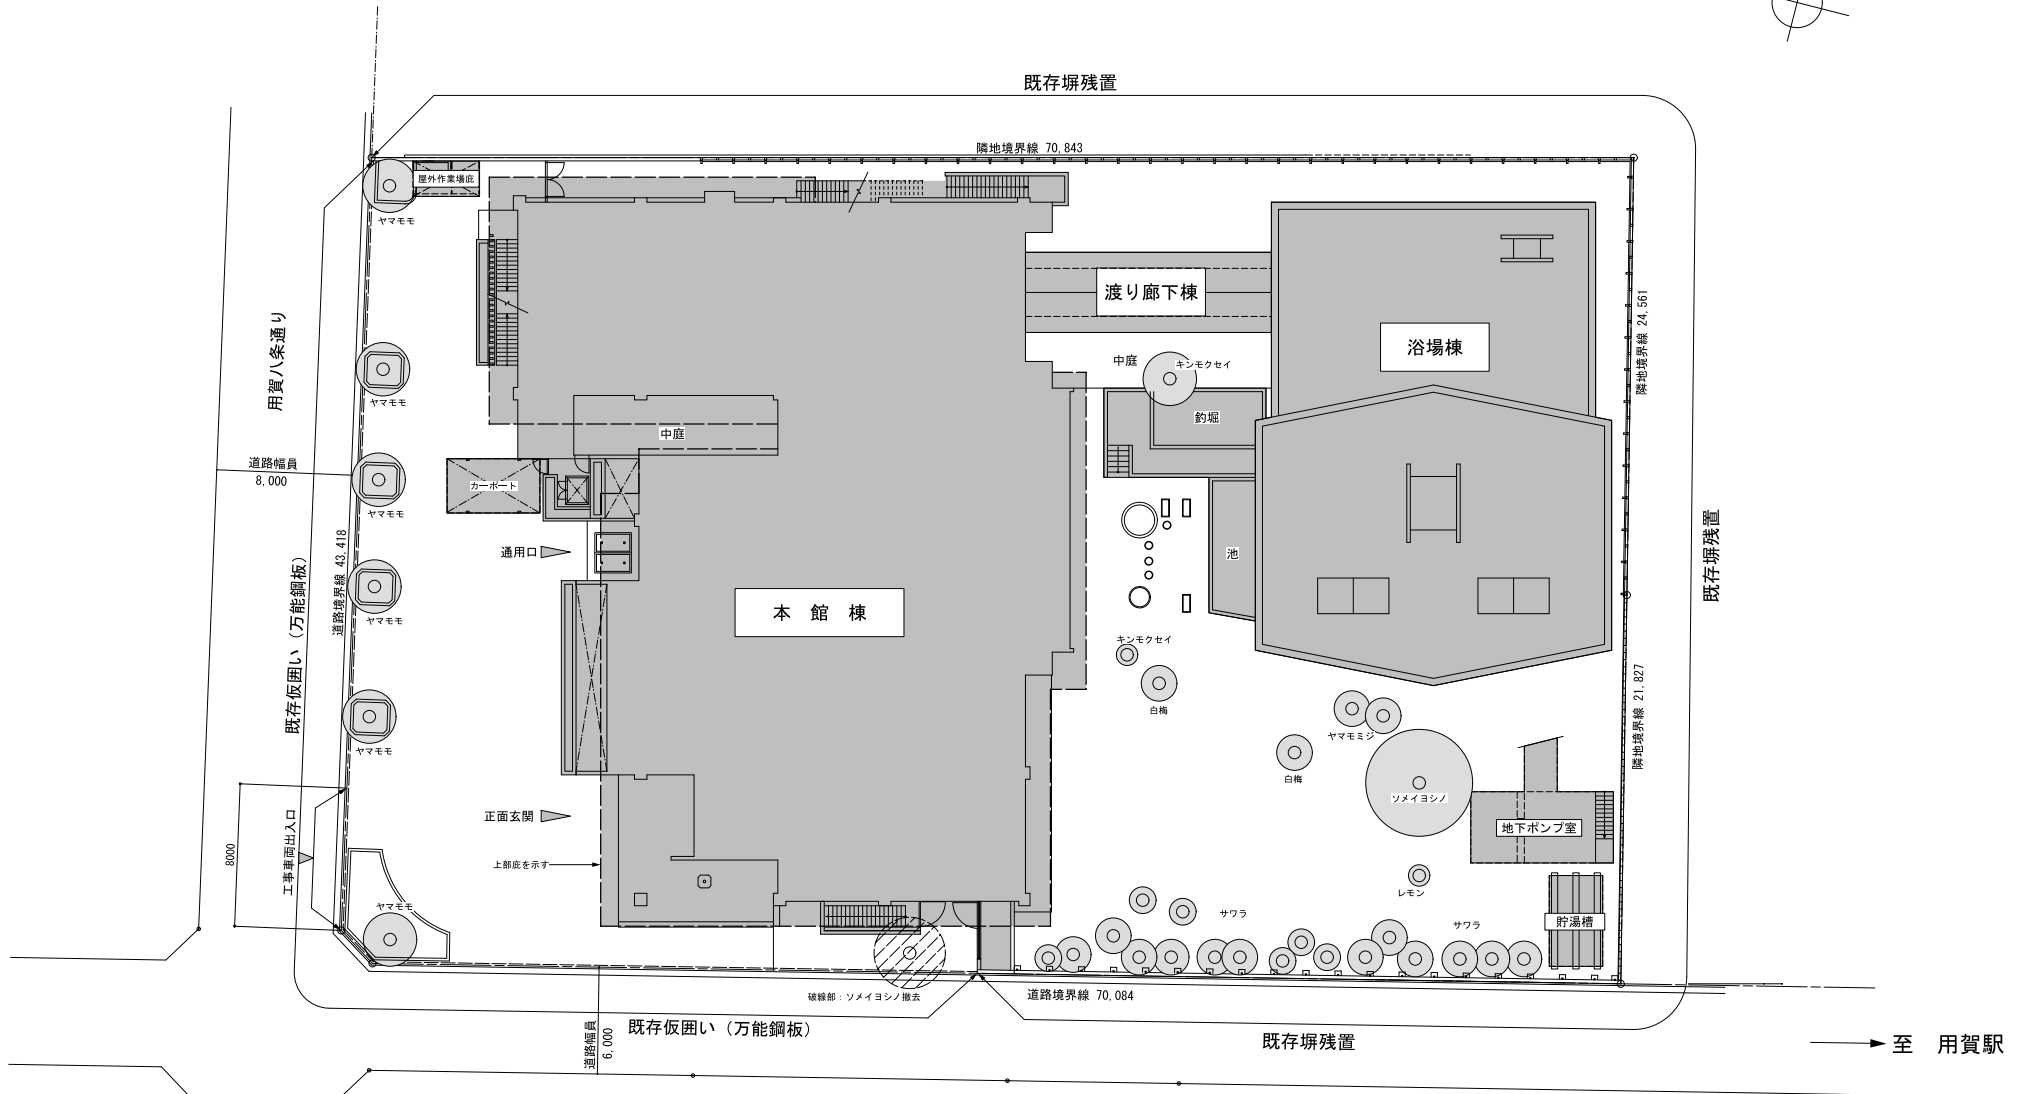 既存塀残置
隣地境界線 70,843
屋外作業場庇
ヤマモモ
渡り廊下棟
浴場棟
隣地境界線 24,561
用賀八条通り
中庭
キンモクセイ
ヤマモモ
釣堀
中庭
道路幅員
8,000
カーポート
ヤマモモ
通用口
池
既存塀残置
道路境界線 43,418
既存仮囲い（万能鋼板）
本館棟
ヤマモモ
キンモクセイ
隣地境界線 21,827
白梅
ヤマモミジ
ヤマモモ
白梅
ソメイヨシノ
正面玄関
地下ポンプ室
8000
工事車両出入口
上部庇を示す
レモン
ヤマモモ
サワラ
サワラ
貯湯槽
破線部：ソメイヨシノ撤去
道路境界線 70,084
既存仮囲い（万能鋼板）
道路幅員
6,000
既存塀残置
至　用賀駅